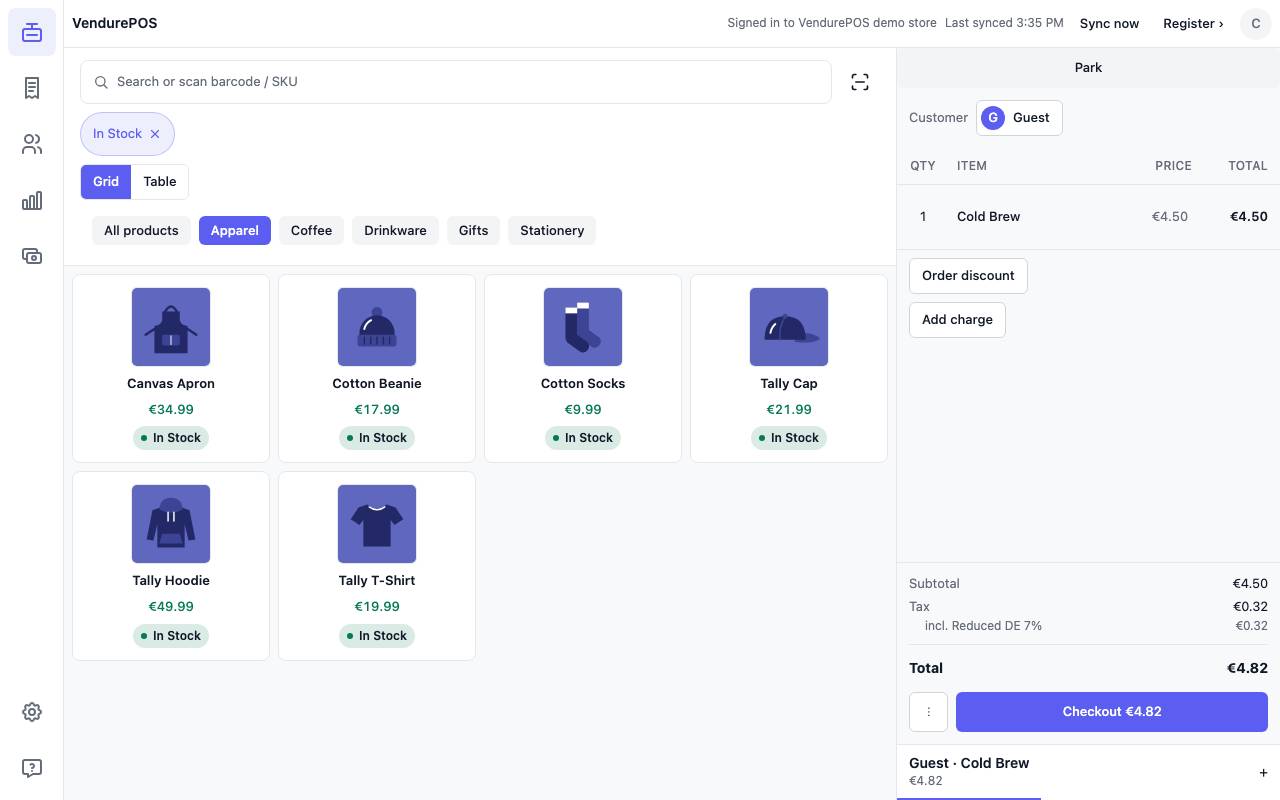 VendurePOS
Signed in to VendurePOS demo store Last synced 3:35 PM Sync now Register ›
C
Search or scan barcode / SKU
In Stock
Grid Table
All products Apparel Coffee Drinkware Gifts Stationery
Canvas Apron
€34.99
In Stock
Cotton Beanie
€17.99
In Stock
Cotton Socks
€9.99
In Stock
Tally Cap
€21.99
In Stock
Tally Hoodie
€49.99
In Stock
Tally T-Shirt
€19.99
In Stock
Park
Customer G Guest
QTY ITEM PRICE TOTAL
1 Cold Brew €4.50 €4.50
Order discount
Add charge
Subtotal €4.50
Tax €0.32
incl. Reduced DE 7% €0.32
Total €4.82
Checkout €4.82
Guest · Cold Brew
€4.82
+